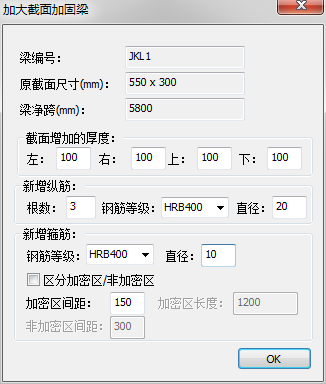 加大截面加固梁
梁编号： JKL1
原截面尺寸(mm)： 550 x 300
梁净跨(mm)： 5800
截面增加的厚度：
左： 100 右： 100 上： 100 下： 100
新增纵筋：
根数： 3 钢筋等级： HRB400 直径： 20
新增箍筋：
钢筋等级： HRB400 直径： 10
区分加密区/非加密区
加密区间距： 150 加密区长度： 1200
非加密区间距： 300
OK